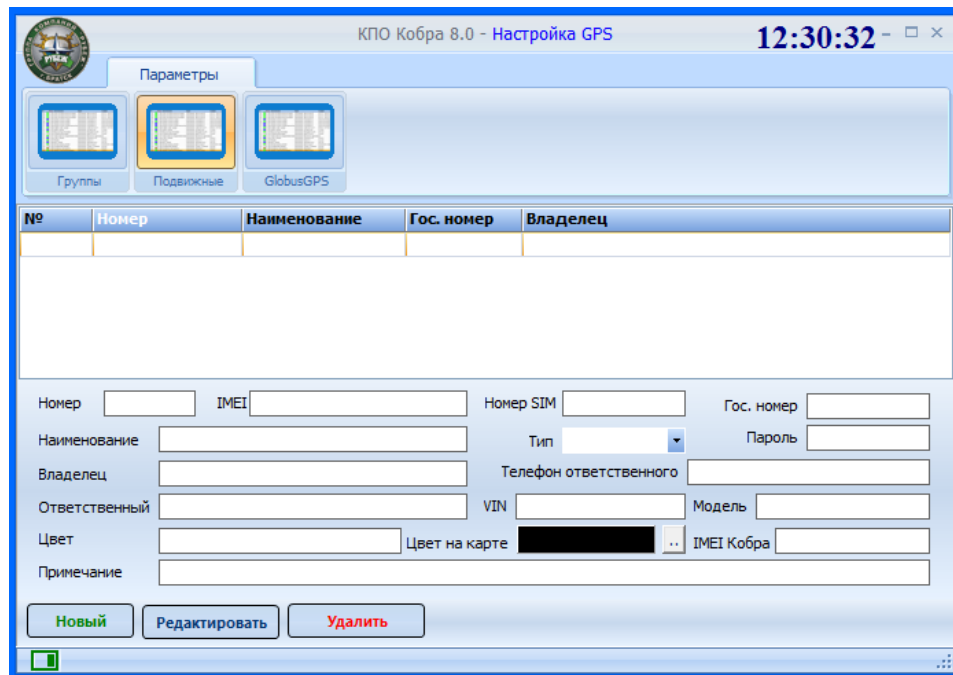 КПО Кобра 8.0 - Настройка GPS
12:30:32
Параметры
Группы
Подвижные
GlobusGPS
№ Номер Наименование Гос. номер Владелец
Номер IMEI Номер SIM Гос. номер
Наименование Тип Пароль
Владелец Телефон ответственного
Ответственный VIN Модель
Цвет Цвет на карте .. IMEI Кобра
Примечание
Новый Редактировать Удалить